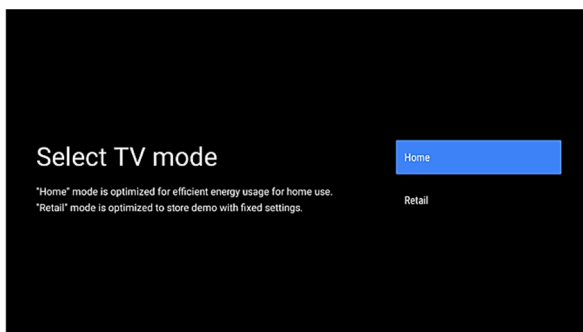 Select TV mode
"Home" mode is optimized for efficient energy usage for home use.
"Retail" mode is optimized to store demo with fixed settings.
Home
Retail